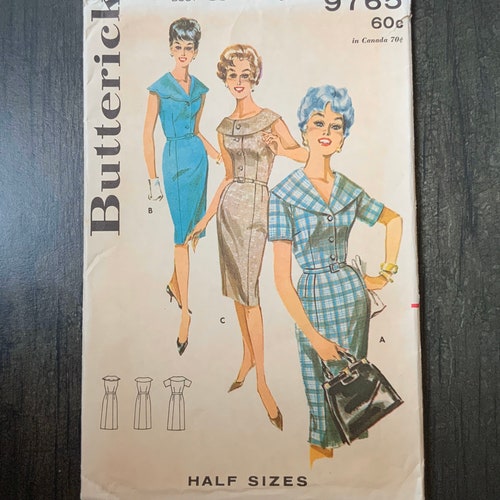 Butterick
9765
60¢
in Canada 70¢
B
C
A
HALF SIZES